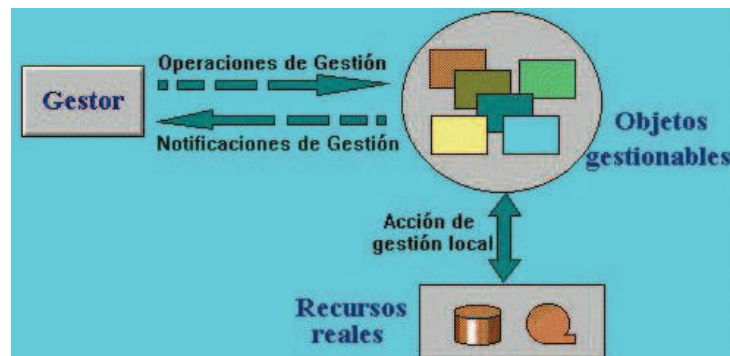 Operaciones de Gestión
Gestor
Notificaciones de Gestión
Objetos
gestionables
Acción de
gestión local
Recursos
reales